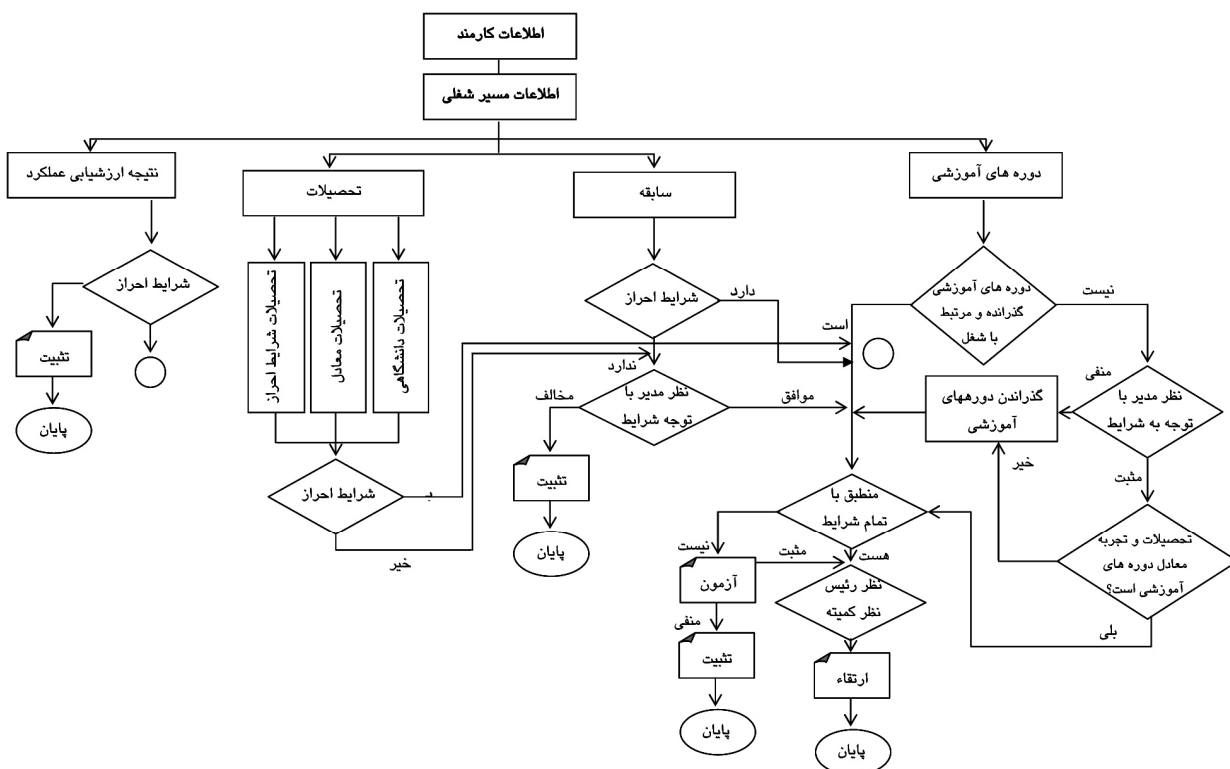 اطلاعات کارمند
اطلاعات مسیر شغلی
دوره های آموزشی
سابقه
تحصیلات
نتیجه ارزشیابی عملکرد
دوره های آموزشی
گذرانده و مرتبط
با شغل
نیست
است
شرایط احراز
دارد
ندارد
تحصیلات دانشگاهی
تحصیلات معادل
تحصیلات شرایط احراز
شرایط احراز
تثبیت
پایان
نظر مدیر با
توجه به شرایط
منفی
مثبت
گذراندن دورههای
آموزشی
خیر
نظر مدیر با
توجه شرایط
موافق
مخالف
تثبیت
پایان
شرایط احراز
خیر
تحصیلات و تجربه
معادل دوره های
آموزشی است؟
بلی
منطبق با
تمام شرایط
هست
نیست
مثبت
آزمون
منفی
تثبیت
پایان
نظر رئیس
نظر کمیته
ارتقاء
پایان